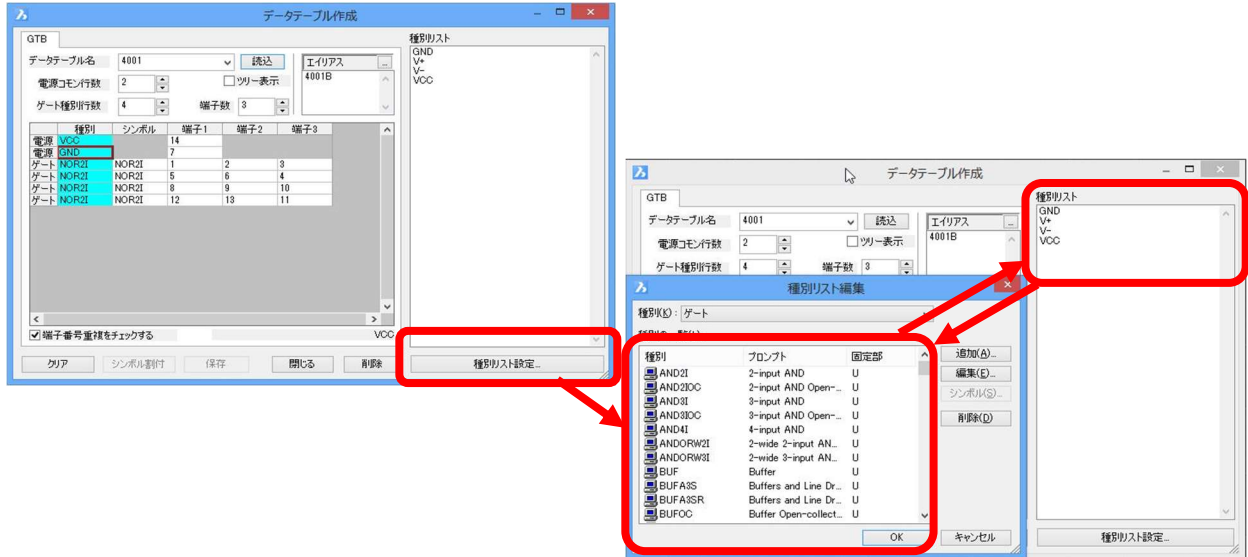 データテーブル作成
GTB
データテーブル名 4001 読込 エイリアス ...
電源コモン行数 2 ツリー表示 4001B
ゲート種別行数 4 端子数 3
種別 シンボル 端子1 端子2 端子3
電源 VCC 14
電源 GND 7
ゲート NOR2I NOR2I 1 2 3
ゲート NOR2I NOR2I 5 6 4
ゲート NOR2I NOR2I 8 9 10
ゲート NOR2I NOR2I 12 13 11
端子番号重複をチェックする VCC
クリア シンボル割付 保存 閉じる 削除
種別リスト
GND
V+
V-
VCC
種別リスト設定...
データテーブル作成
GTB
データテーブル名 4001 読込 エイリアス ...
電源コモン行数 2 ツリー表示 4001B
ゲート種別行数 4 端子数 3
種別リスト
GND
V+
V-
VCC
種別リスト設定...
種別リスト編集
種別(K): ゲート
種別 プロンプト 固定部
AND2I 2-input AND U
AND2IOC 2-input AND Open-... U
AND3I 3-input AND U
AND3IOC 3-input AND Open-... U
AND4I 4-input AND U
ANDORW2I 2-wide 2-input AN... U
ANDORW3I 2-wide 3-input AN... U
BUF Buffer U
BUFA3S Buffers and Line Dr... U
BUFA3SR Buffers and Line Dr... U
BUFOC Buffer Open-collect... U
追加(A)...
編集(E)...
シンボル(S)...
削除(D)
OK キャンセル